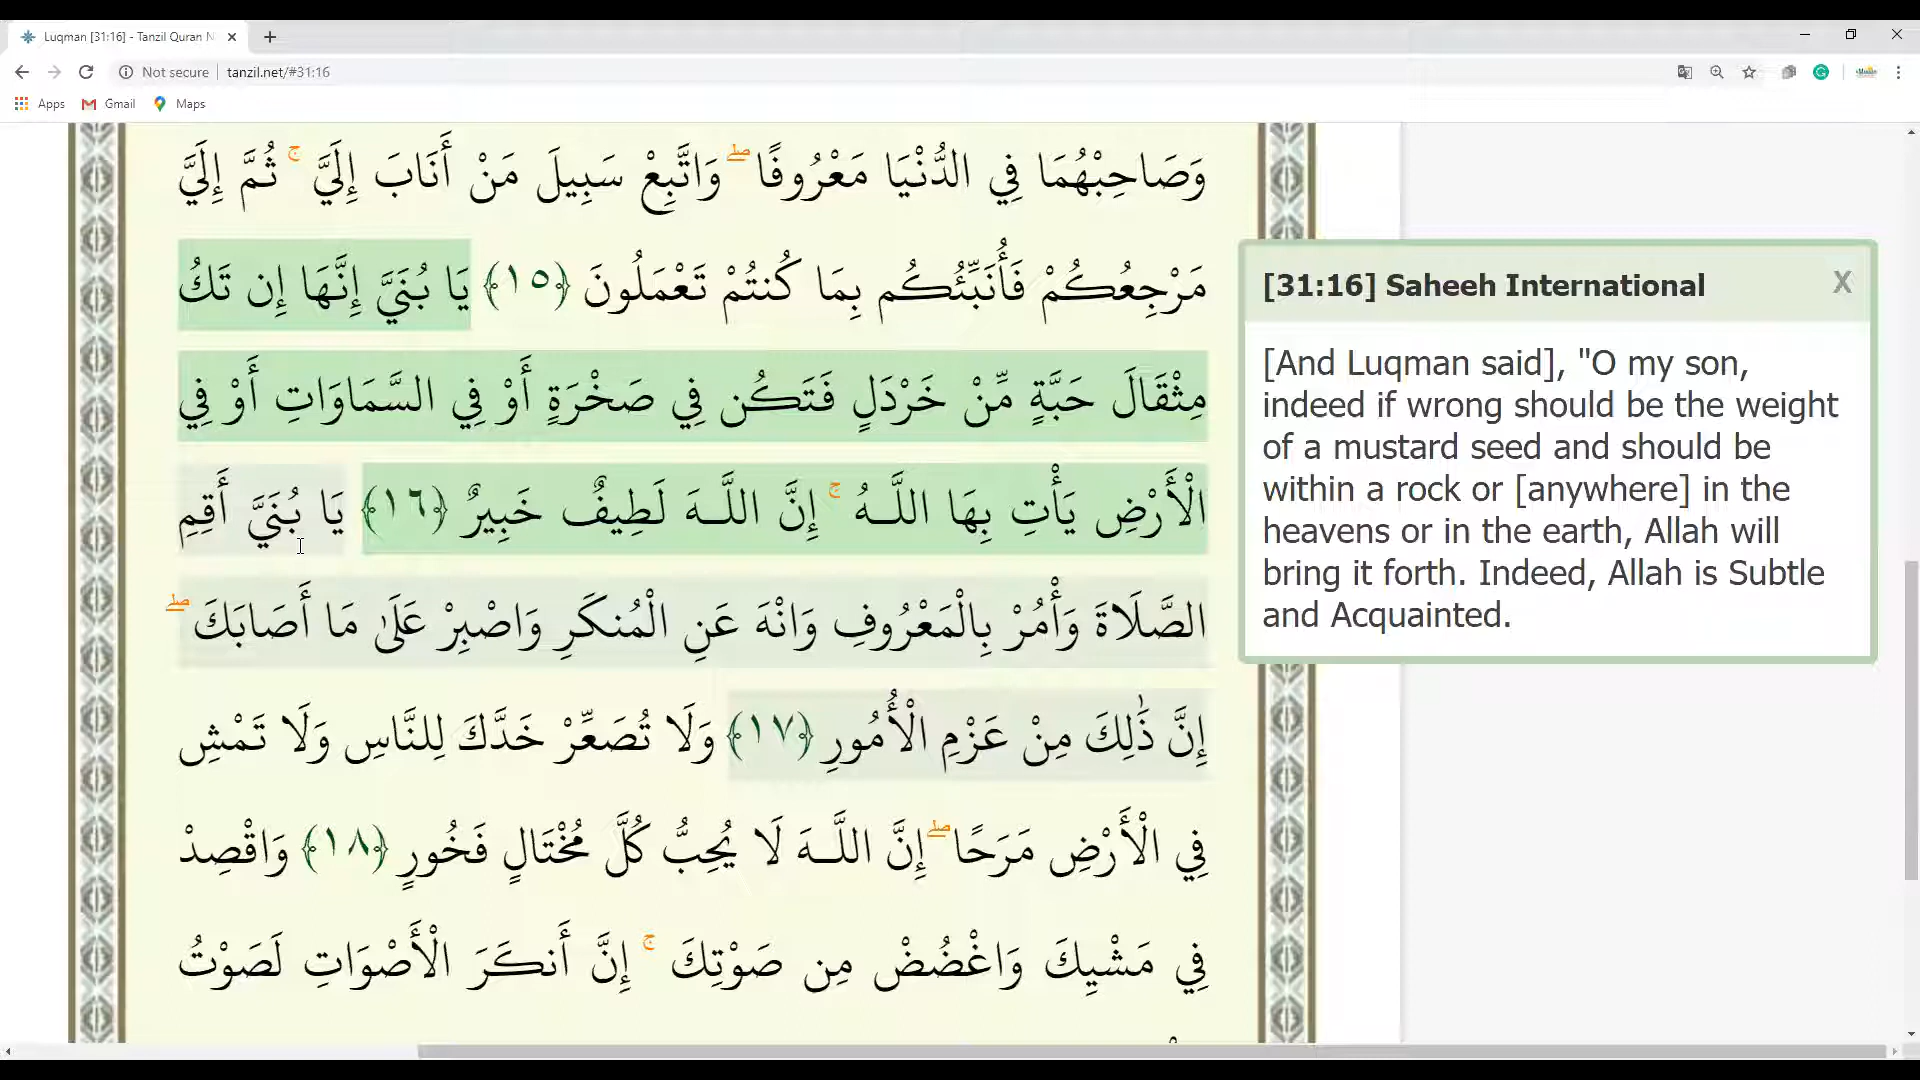 Luqman [31:16] - Tanzil Quran N
Not secure
tanzil.net/#31:16
Apps
Gmail
Maps
وَصَاحِبْهُمَا فِي الدُّنْيَا مَعْرُوفًا ۖ وَاتَّبِعْ سَبِيلَ مَنْ أَنَابَ إِلَيَّ ۚ ثُمَّ إِلَيَّ
مَرْجِعُكُمْ فَأُنَبِّئُكُم بِمَا كُنتُمْ تَعْمَلُونَ ﴿١٥﴾ يَا بُنَيَّ إِنَّهَا إِن تَكُ
مِثْقَالَ حَبَّةٍ مِّنْ خَرْدَلٍ فَتَكُن فِي صَخْرَةٍ أَوْ فِي السَّمَاوَاتِ أَوْ فِي
الْأَرْضِ يَأْتِ بِهَا اللَّـهُ ۚ إِنَّ اللَّـهَ لَطِيفٌ خَبِيرٌ ﴿١٦﴾ يَا بُنَيَّ أَقِمِ
الصَّلَاةَ وَأْمُرْ بِالْمَعْرُوفِ وَانْهَ عَنِ الْمُنكَرِ وَاصْبِرْ عَلَىٰ مَا أَصَابَكَ ۖ
إِنَّ ذَٰلِكَ مِنْ عَزْمِ الْأُمُورِ ﴿١٧﴾ وَلَا تُصَعِّرْ خَدَّكَ لِلنَّاسِ وَلَا تَمْشِ
فِي الْأَرْضِ مَرَحًا ۖ إِنَّ اللَّـهَ لَا يُحِبُّ كُلَّ مُخْتَالٍ فَخُورٍ ﴿١٨﴾ وَاقْصِدْ
فِي مَشْيِكَ وَاغْضُضْ مِن صَوْتِكَ ۚ إِنَّ أَنكَرَ الْأَصْوَاتِ لَصَوْتُ
[31:16] Saheeh International
X
[And Luqman said], "O my son,
indeed if wrong should be the weight
of a mustard seed and should be
within a rock or [anywhere] in the
heavens or in the earth, Allah will
bring it forth. Indeed, Allah is Subtle
and Acquainted.